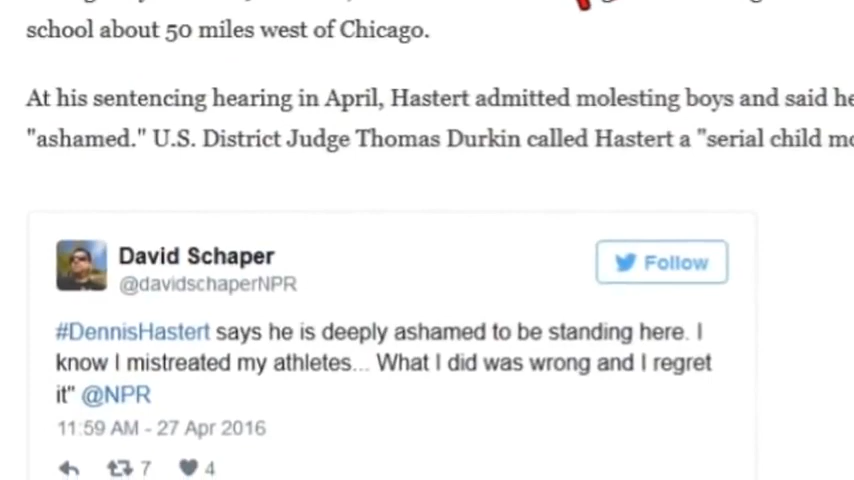 school about 50 miles west of Chicago.
At his sentencing hearing in April, Hastert admitted molesting boys and said he
"ashamed." U.S. District Judge Thomas Durkin called Hastert a "serial child
David Schaper
@davidschaperNPR
Follow
#DennisHastert says he is deeply ashamed to be standing here. I
know I mistreated my athletes... What I did was wrong and I regret
it" @NPR
11:59 AM - 27 Apr 2016
7
4